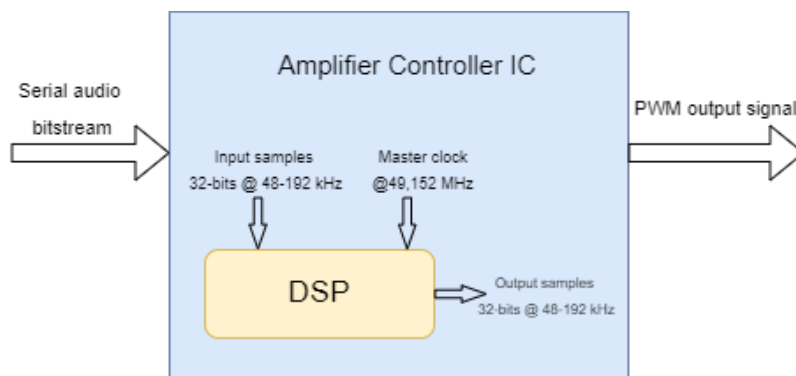 Amplifier Controller IC
Serial audio
bitstream
PWM output signal
Input samples
32-bits @ 48-192 kHz
Master clock
@49,152 MHz
DSP
Output samples
32-bits @ 48-192 kHz